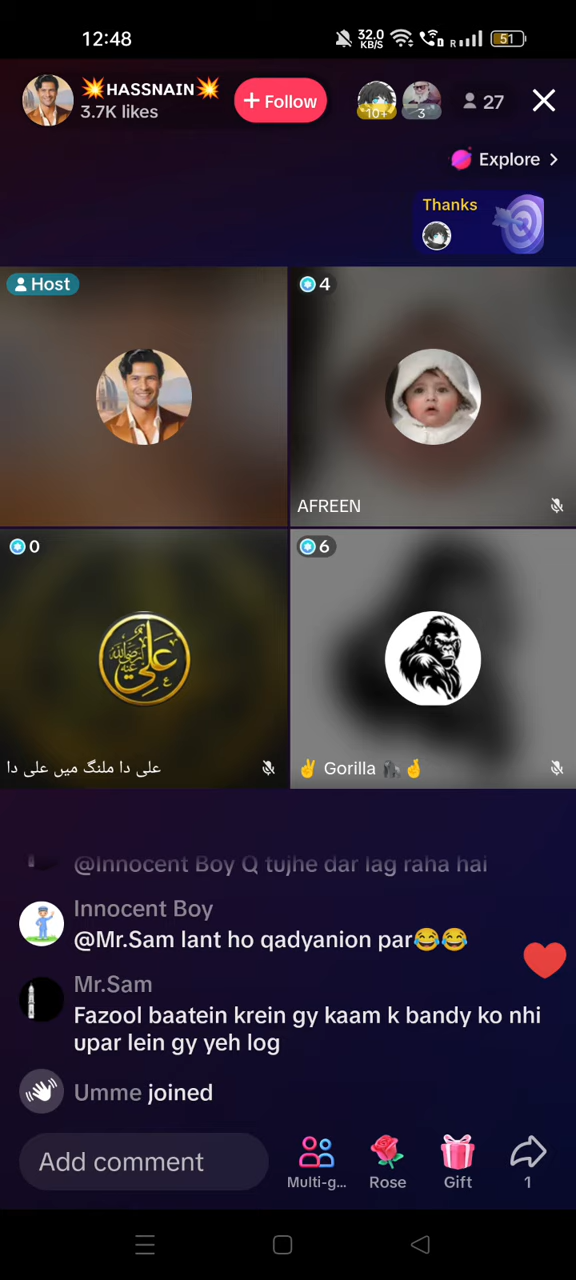 12:48
32.0
KB/S
R
51
💥HASSNAIN💥
3.7K likes
+ Follow
10+
3
27
Explore
Thanks
Host
4
AFREEN
0
علی دا ملنگ میں علی دا
6
✌️ Gorilla 🦍🤞
@Innocent Boy Q tujhe dar lag raha hai
Innocent Boy
@Mr.Sam lant ho qadyanion par😂😂
Mr.Sam
Fazool baatein krein gy kaam k bandy ko nhi
upar lein gy yeh log
Umme joined
Add comment
Multi-g...
Rose
Gift
1